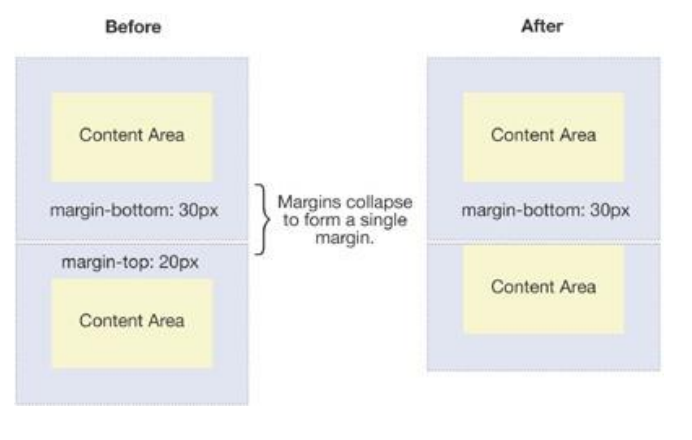 Before
After
Content Area
margin-bottom: 30px
margin-top: 20px
Content Area
Margins collapse
to form a single
margin.
Content Area
margin-bottom: 30px
Content Area